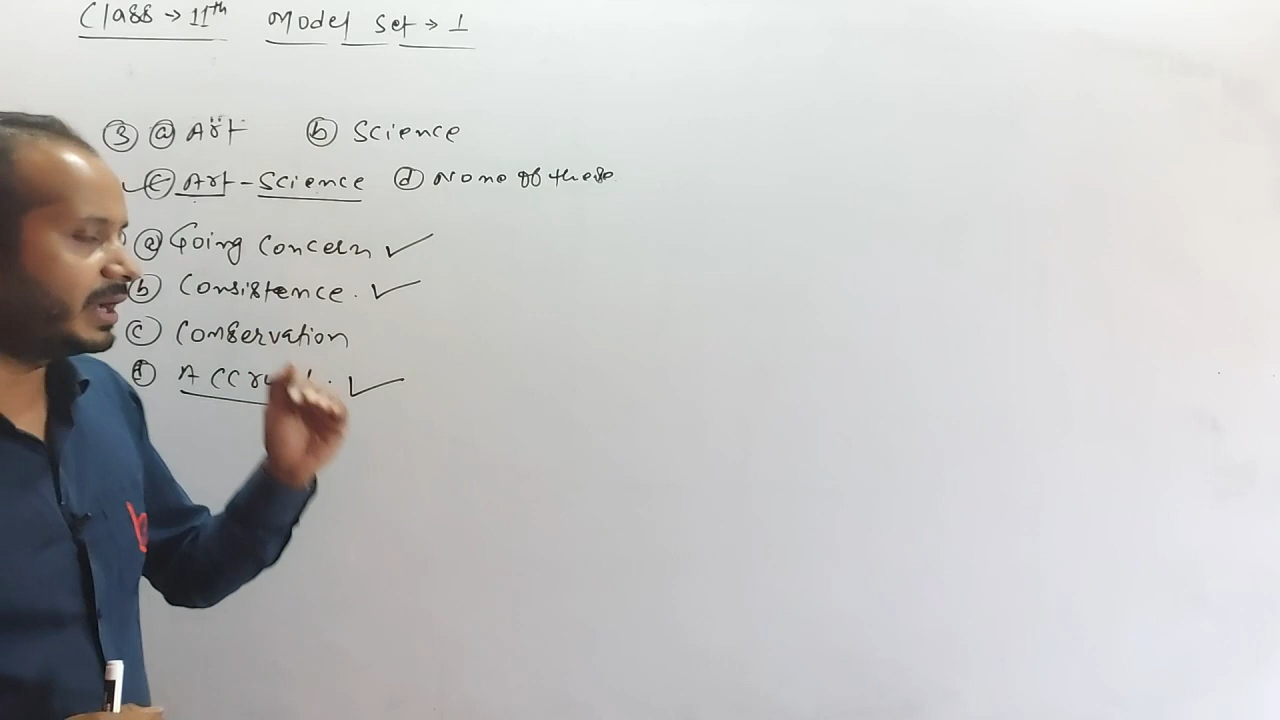 Class → 11th Model Set → 1
③ ⓐ Art ⓑ Science
ⓒ Art - Science ⓓ None of these
ⓐ Going Concern ✓
ⓑ Consistence. ✓
ⓒ Conservation
ⓓ ✓